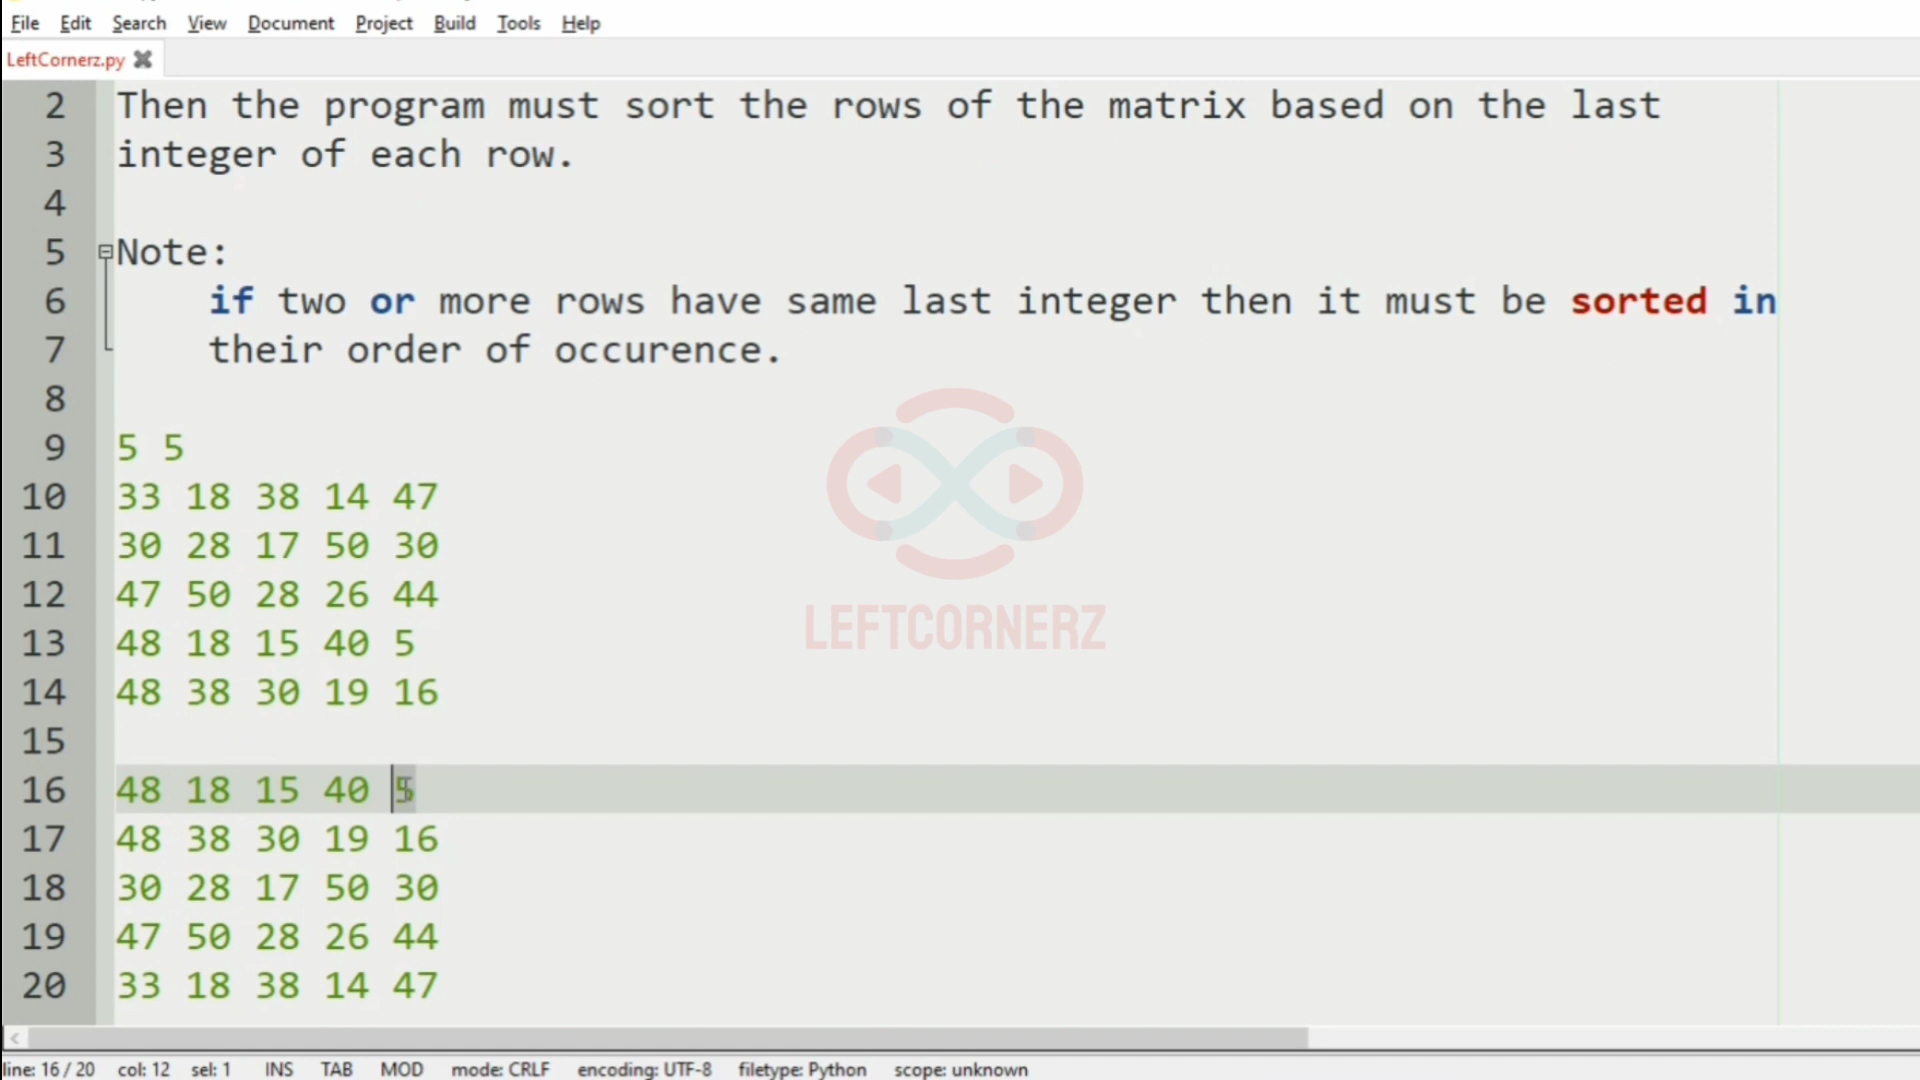 File Edit Search View Document Project Build Tools Help
LeftCornerz.py
2 Then the program must sort the rows of the matrix based on the last
3 integer of each row.
4
5 Note:
6 if two or more rows have same last integer then it must be sorted in
7 their order of occurence.
8
9 5 5
10 33 18 38 14 47
11 30 28 17 50 30
12 47 50 28 26 44
13 48 18 15 40 5
14 48 38 30 19 16
15
16 48 18 15 40 5
17 48 38 30 19 16
18 30 28 17 50 30
19 47 50 28 26 44
20 33 18 38 14 47
LEFTCORNERZ
line: 16 / 20 col: 12 sel: 1 INS TAB MOD mode: CRLF encoding: UTF-8 filetype: Python scope: unknown